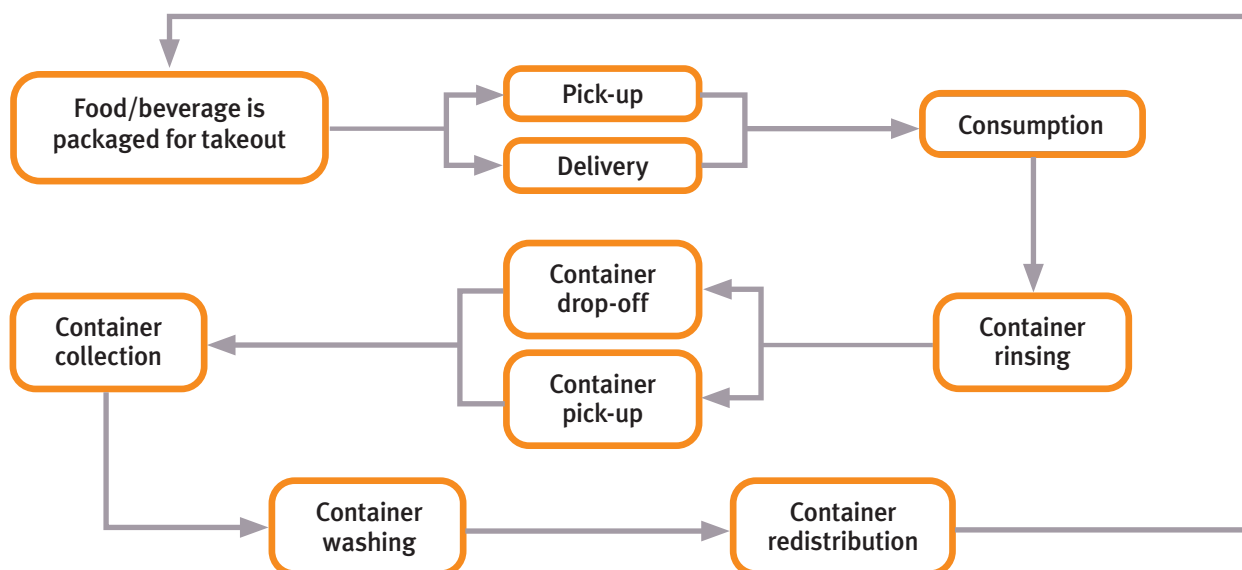 Food/beverage is
packaged for takeout
Pick-up
Delivery
Consumption
Container
rinsing
Container
drop-off
Container
pick-up
Container
collection
Container
washing
Container
redistribution